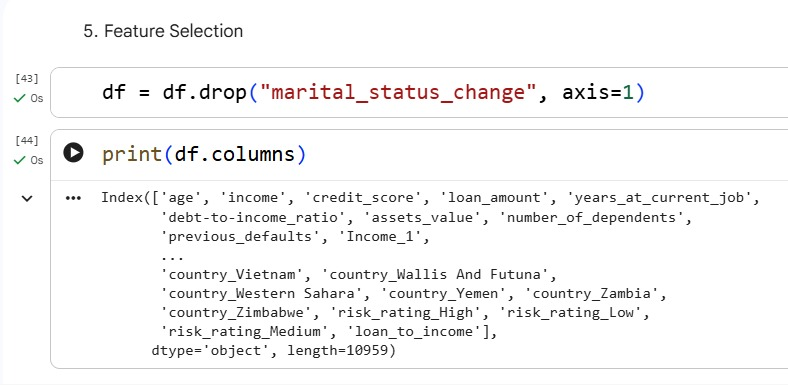 5. Feature Selection
[43]
0s
df = df.drop("marital_status_change", axis=1)
[44]
0s
print(df.columns)
Index(['age', 'income', 'credit_score', 'loan_amount', 'years_at_current_job',
'debt-to-income_ratio', 'assets_value', 'number_of_dependents',
'previous_defaults', 'Income_1',
...
'country_Vietnam', 'country_Wallis And Futuna',
'country_Western Sahara', 'country_Yemen', 'country_Zambia',
'country_Zimbabwe', 'risk_rating_High', 'risk_rating_Low',
'risk_rating_Medium', 'loan_to_income'],
dtype='object', length=10959)